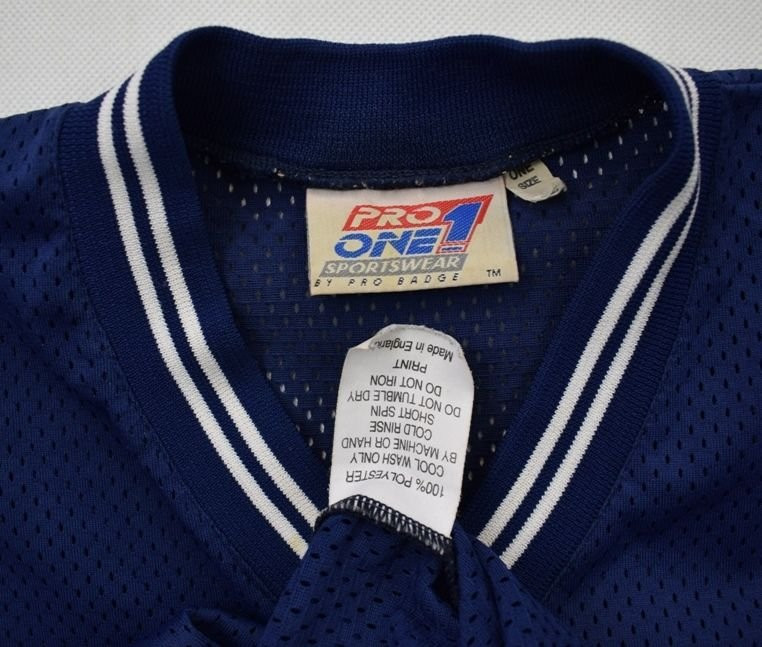 PRO
ONE 1
SPORTSWEAR
BY PRO BADGE TM
ONE
SIZE
100% POLYESTER
COOL WASH ONLY
BY MACHINE OR HAND
COLD RINSE
SHORT SPIN
DO NOT TUMBLE DRY
DO NOT IRON
PRINT
Made in England